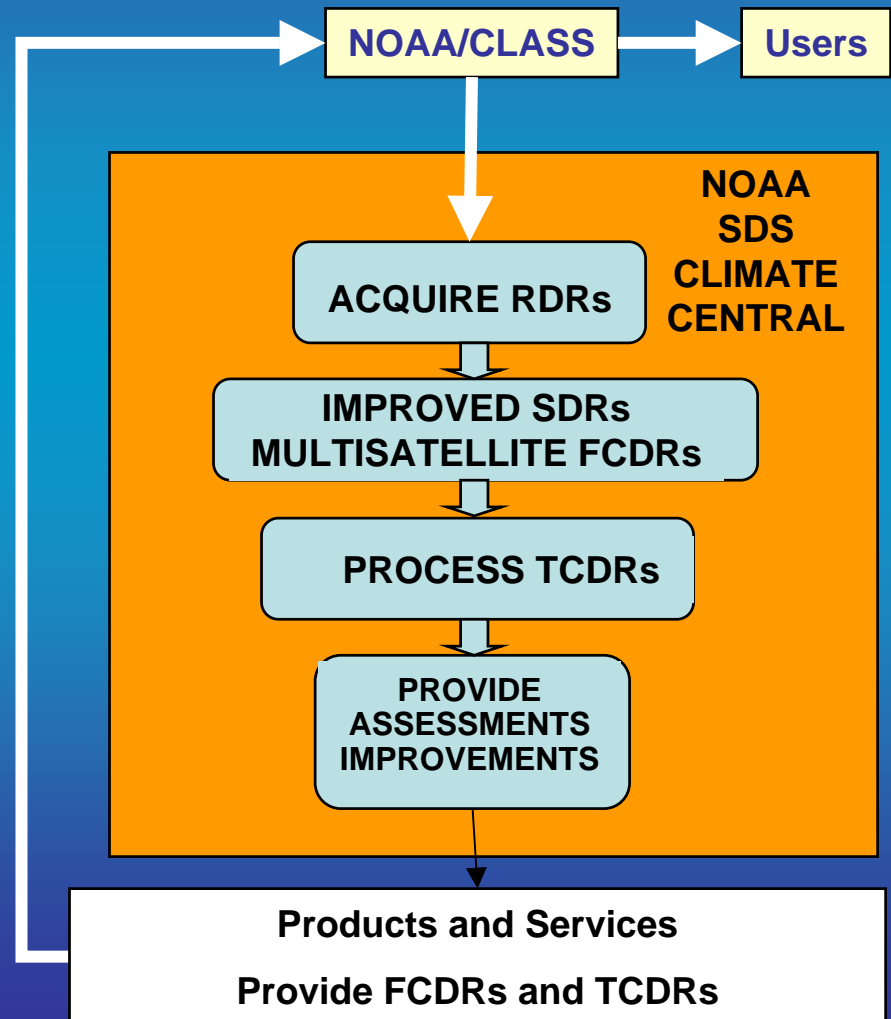 NOAA/CLASS
Users
NOAA
SDS
CLIMATE
CENTRAL
ACQUIRE RDRs
IMPROVED SDRs
MULTISATELLITE FCDRs
PROCESS TCDRs
PROVIDE
ASSESSMENTS
IMPROVEMENTS
Products and Services
Provide FCDRs and TCDRs